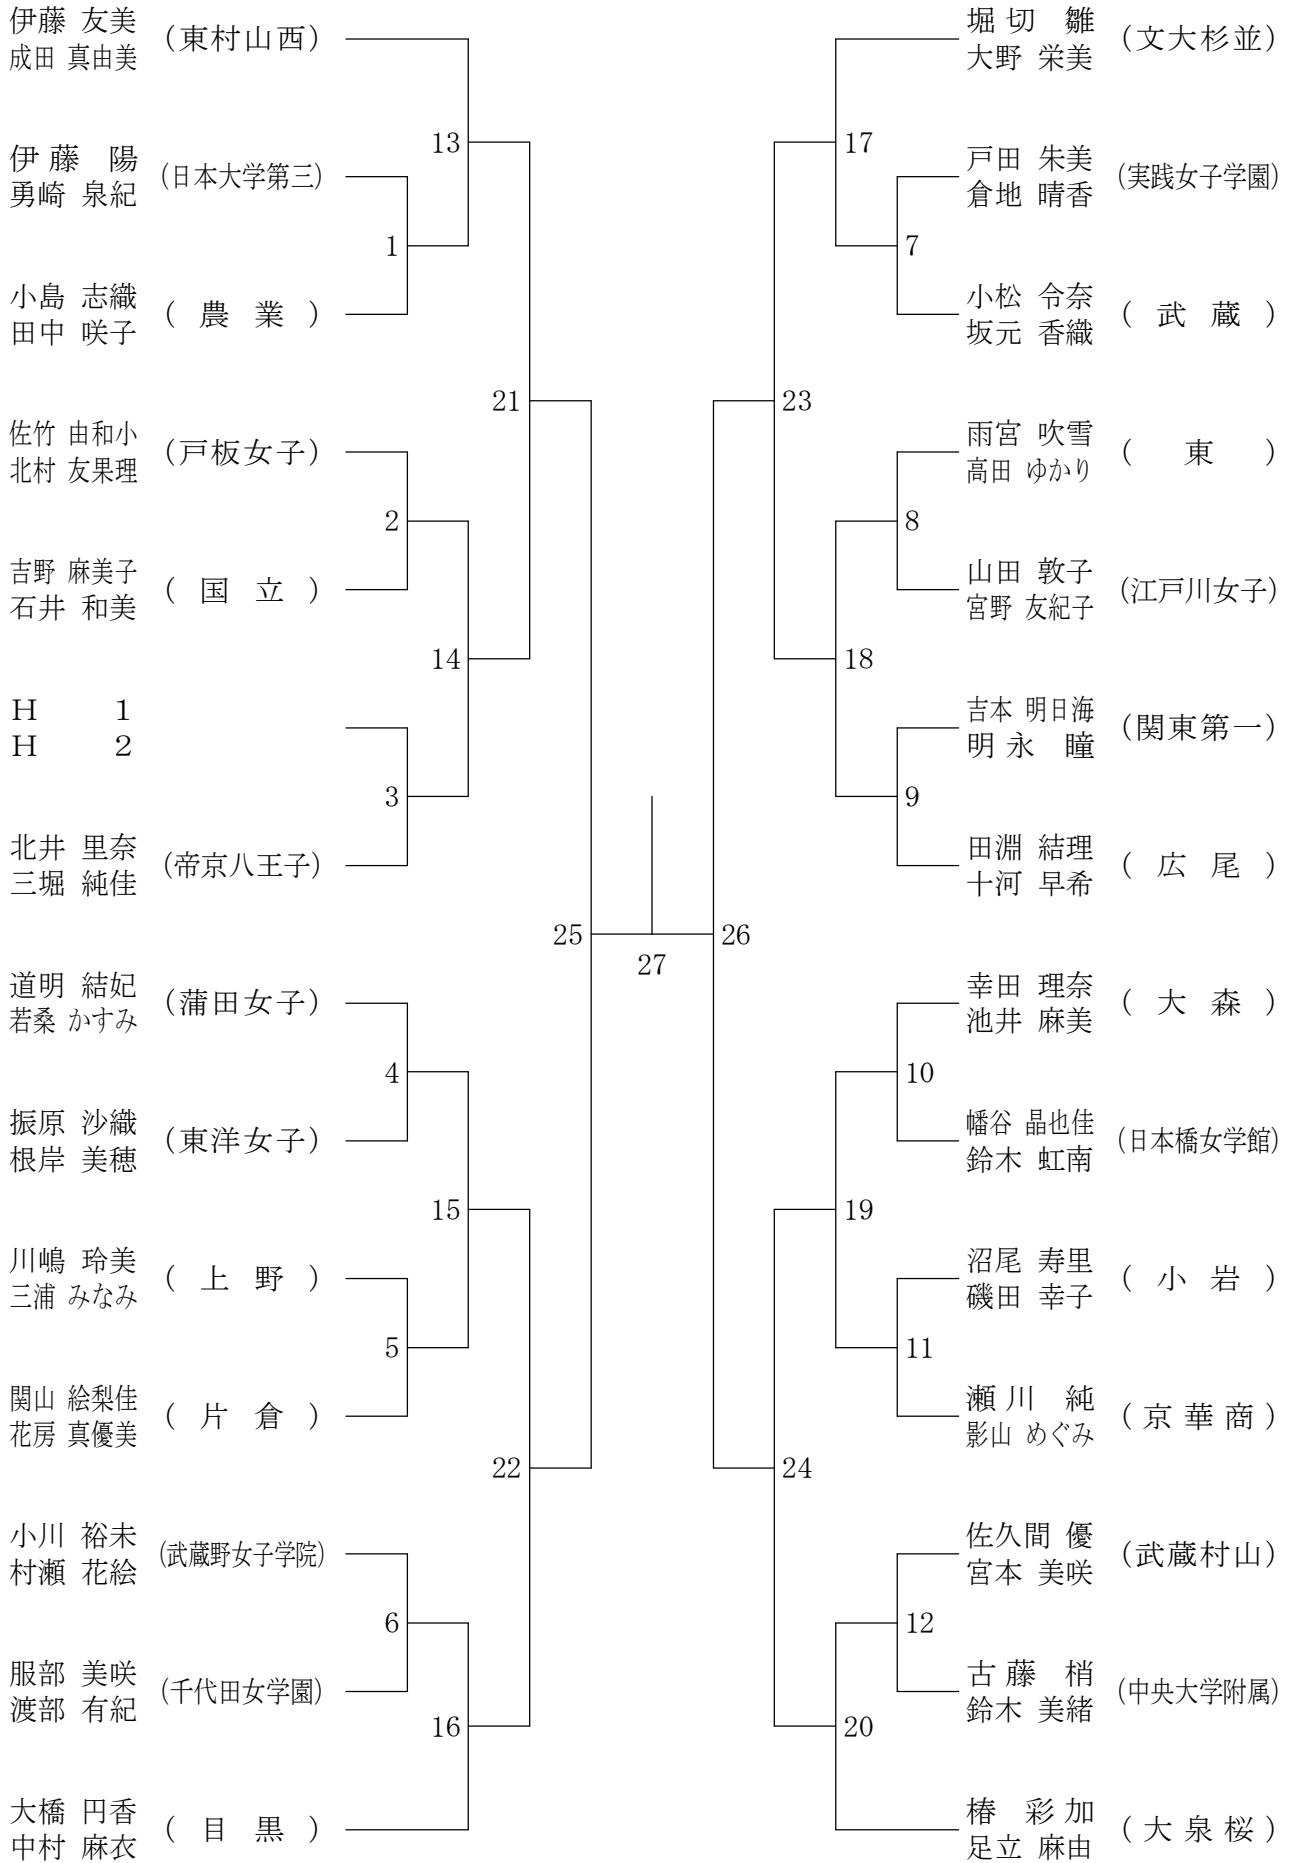 伊藤 友美
成田 真由美
(東村山西)
13
伊藤 陽
勇崎 泉紀
(日本大学第三)
1
小島 志織
田中 咲子
(農業)
21
佐竹 由和小
北村 友果理
(戸板女子)
2
吉野 麻美子
石井 和美
(国立)
14
H 1
H 2
3
北井 里奈
三堀 純佳
(帝京八王子)
25
道明 結妃
若桑 かすみ
(蒲田女子)
4
振原 沙織
根岸 美穂
(東洋女子)
15
川嶋 玲美
三浦 みなみ
(上野)
5
関山 絵梨佳
花房 真優美
(片倉)
22
小川 裕未
村瀬 花絵
(武蔵野女子学院)
6
服部 美咲
渡部 有紀
(千代田女学園)
16
大橋 円香
中村 麻衣
(目黒)
27
堀切 雛
大野 栄美
(文大杉並)
17
戸田 朱美
倉地 晴香
(実践女子学園)
7
小松 令奈
坂元 香織
(武蔵)
23
雨宮 吹雪
高田 ゆかり
(東)
8
山田 敦子
宮野 友紀子
(江戸川女子)
18
吉本 明日海
明永 瞳
(関東第一)
9
田淵 結理
十河 早希
(広尾)
26
幸田 理奈
池井 麻美
(大森)
10
幡谷 晶也佳
鈴木 虹南
(日本橋女学館)
19
沼尾 寿里
磯田 幸子
(小岩)
11
瀬川 純
影山 めぐみ
(京華商)
24
佐久間 優
宮本 美咲
(武蔵村山)
12
古藤 梢
鈴木 美緒
(中央大学附属)
20
椿 彩加
足立 麻由
(大泉桜)